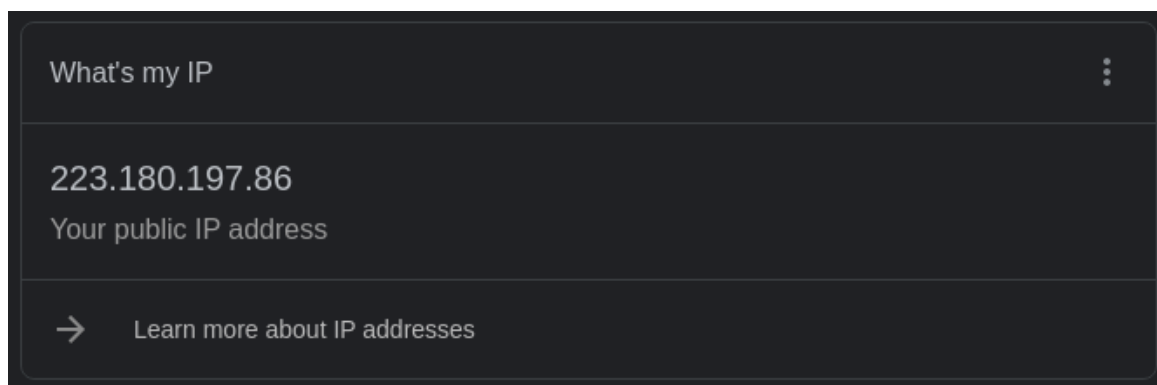 What's my IP
223.180.197.86
Your public IP address
Learn more about IP addresses